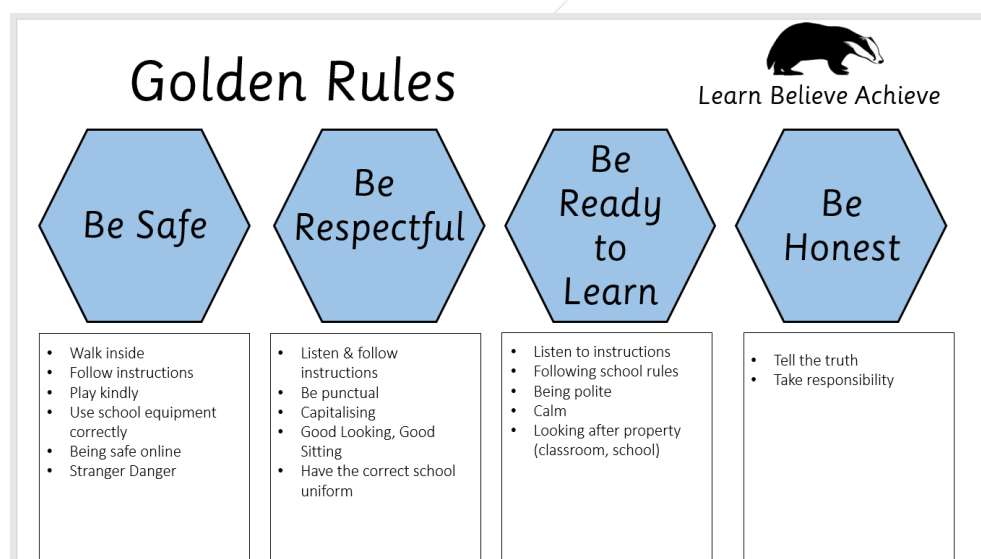 Golden Rules
Learn Believe Achieve
Be Safe
Be
Respectful
Be
Ready
to
Learn
Be
Honest
• Walk inside
• Follow instructions
• Play kindly
• Use school equipment
correctly
• Being safe online
• Stranger Danger
• Listen & follow
instructions
• Be punctual
• Capitalising
• Good Looking, Good
Sitting
• Have the correct school
uniform
• Listen to instructions
• Following school rules
• Being polite
• Calm
• Looking after property
(classroom, school)
• Tell the truth
• Take responsibility